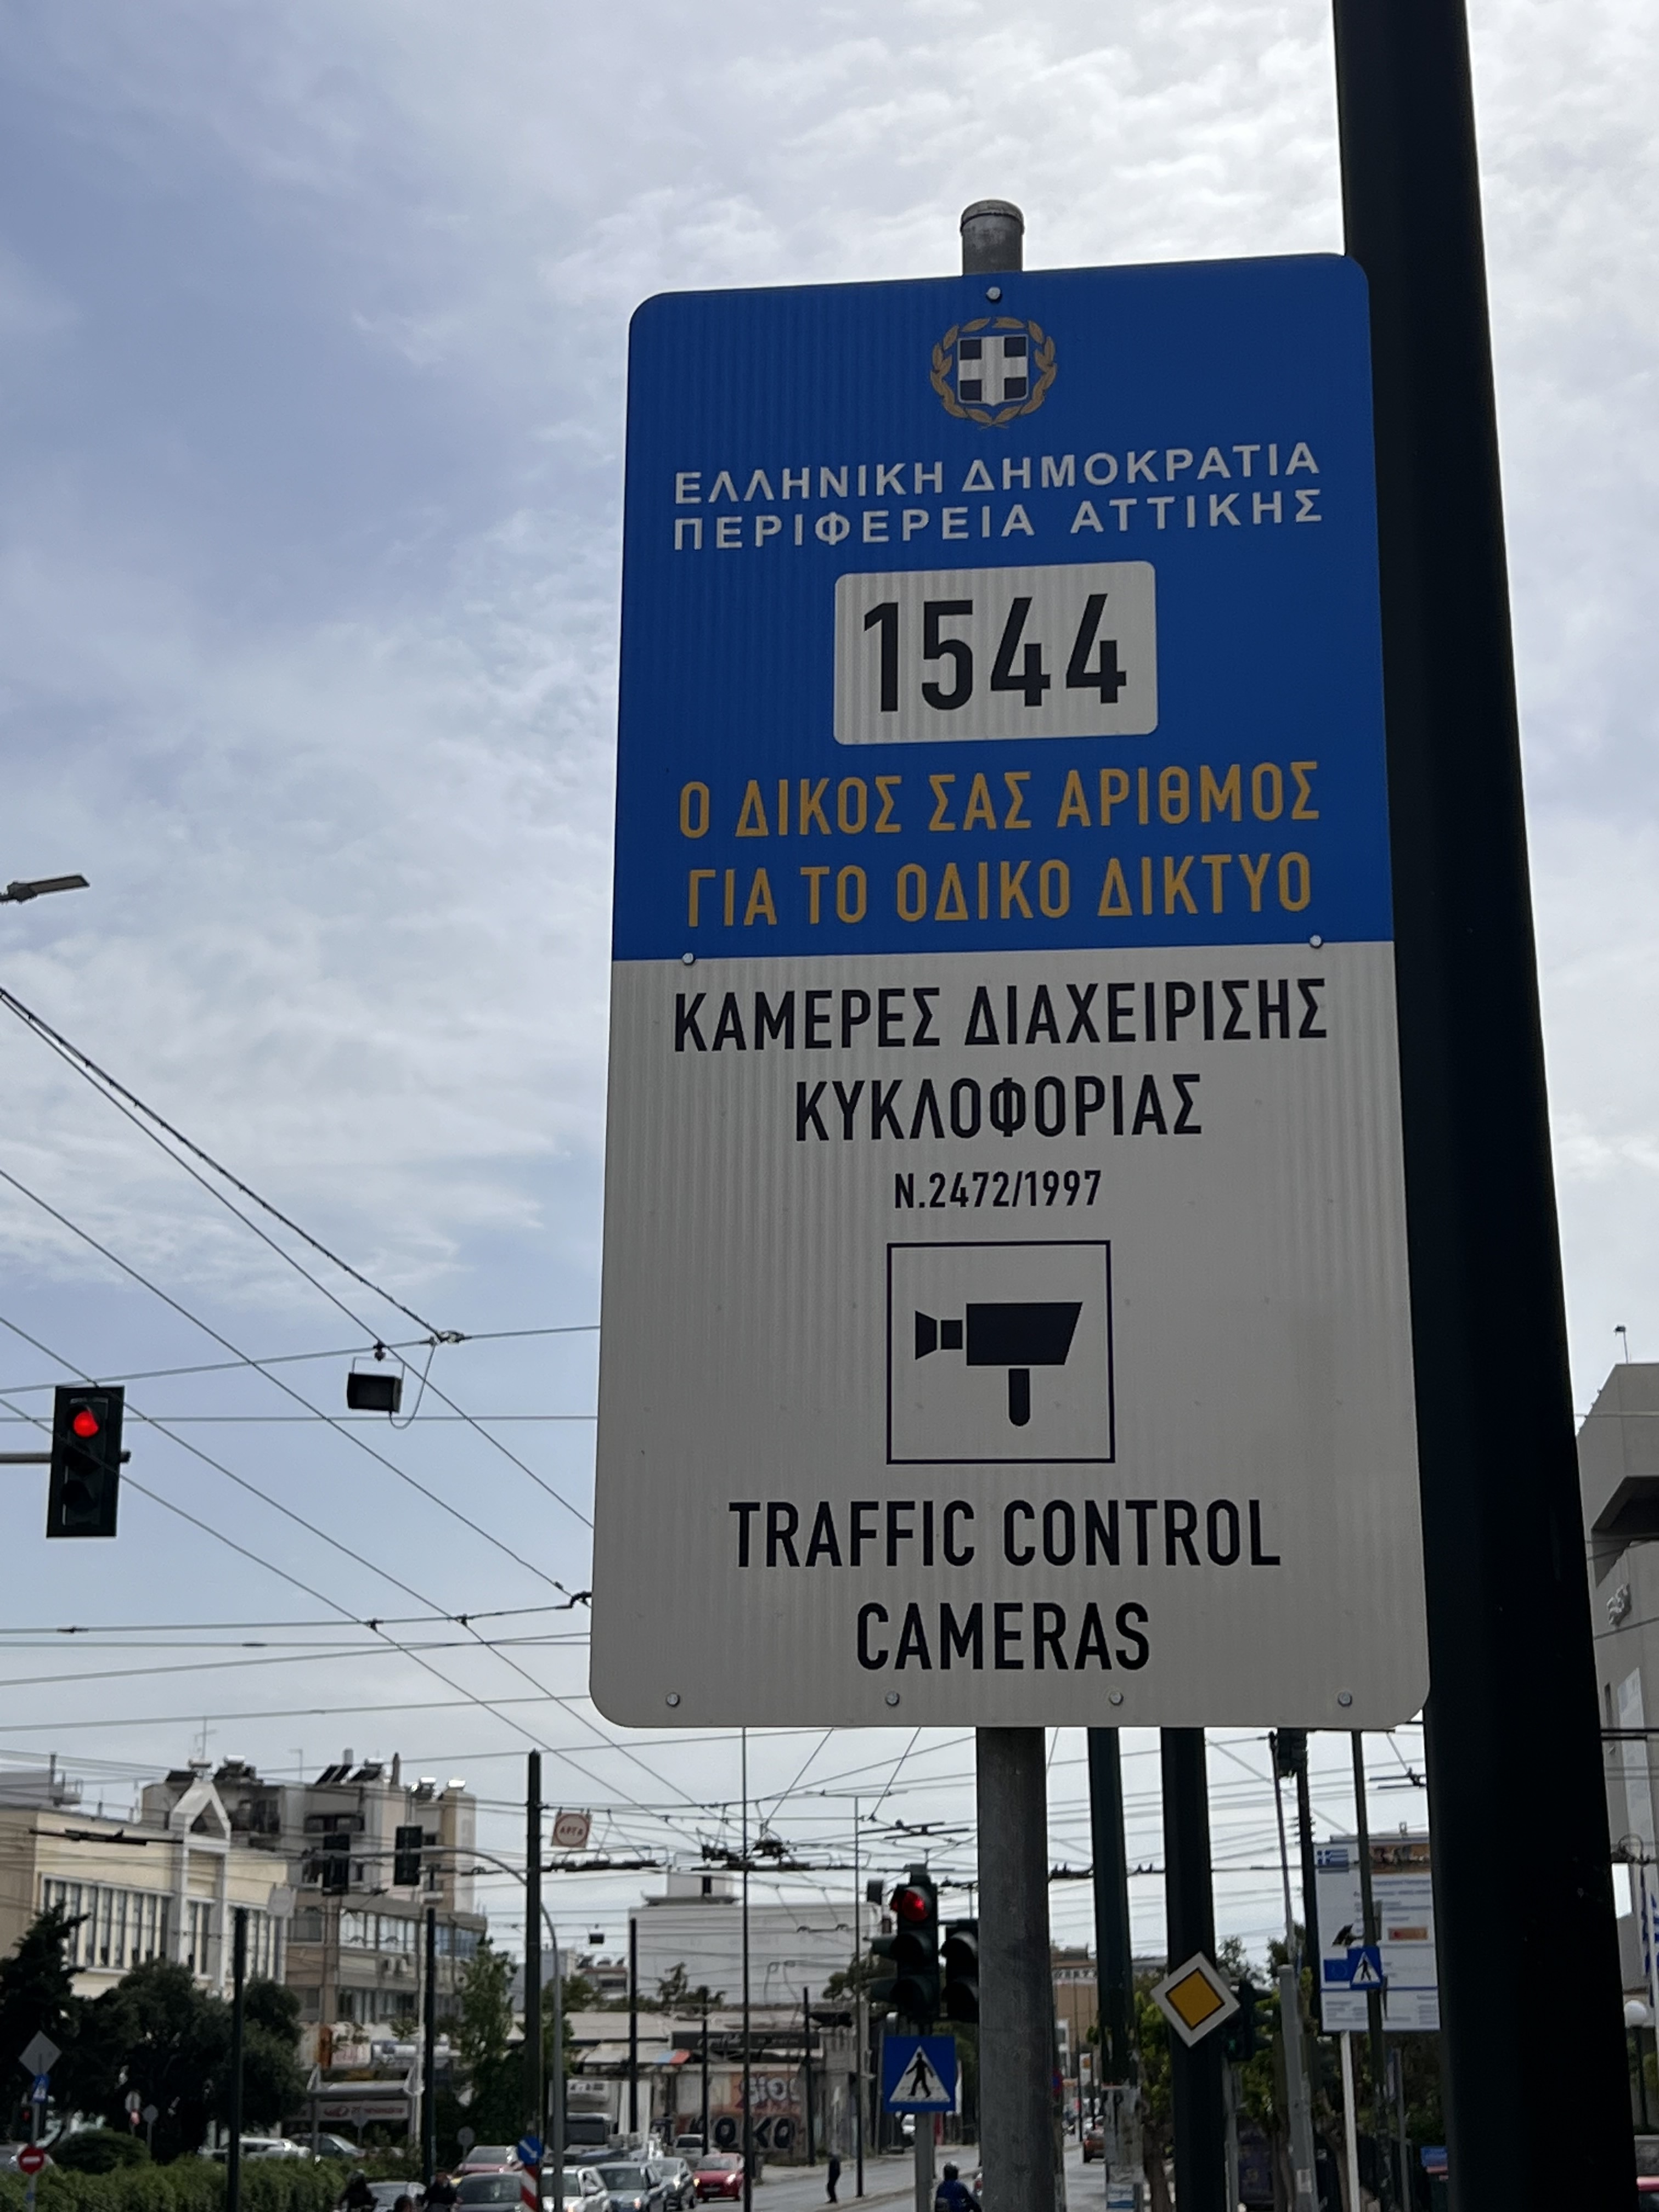 ΕΛΛΗΝΙΚΗ ΔΗΜΟΚΡΑΤΙΑ
ΠΕΡΙΦΕΡΕΙΑ ΑΤΤΙΚΗΣ
1544
Ο ΔΙΚΟΣ ΣΑΣ ΑΡΙΘΜΟΣ
ΓΙΑ ΤΟ ΟΔΙΚΟ ΔΙΚΤΥΟ
ΚΑΜΕΡΕΣ ΔΙΑΧΕΙΡΙΣΗΣ
ΚΥΚΛΟΦΟΡΙΑΣ
Ν.2472/1997
TRAFFIC CONTROL
CAMERAS
ΑΡΓΑ